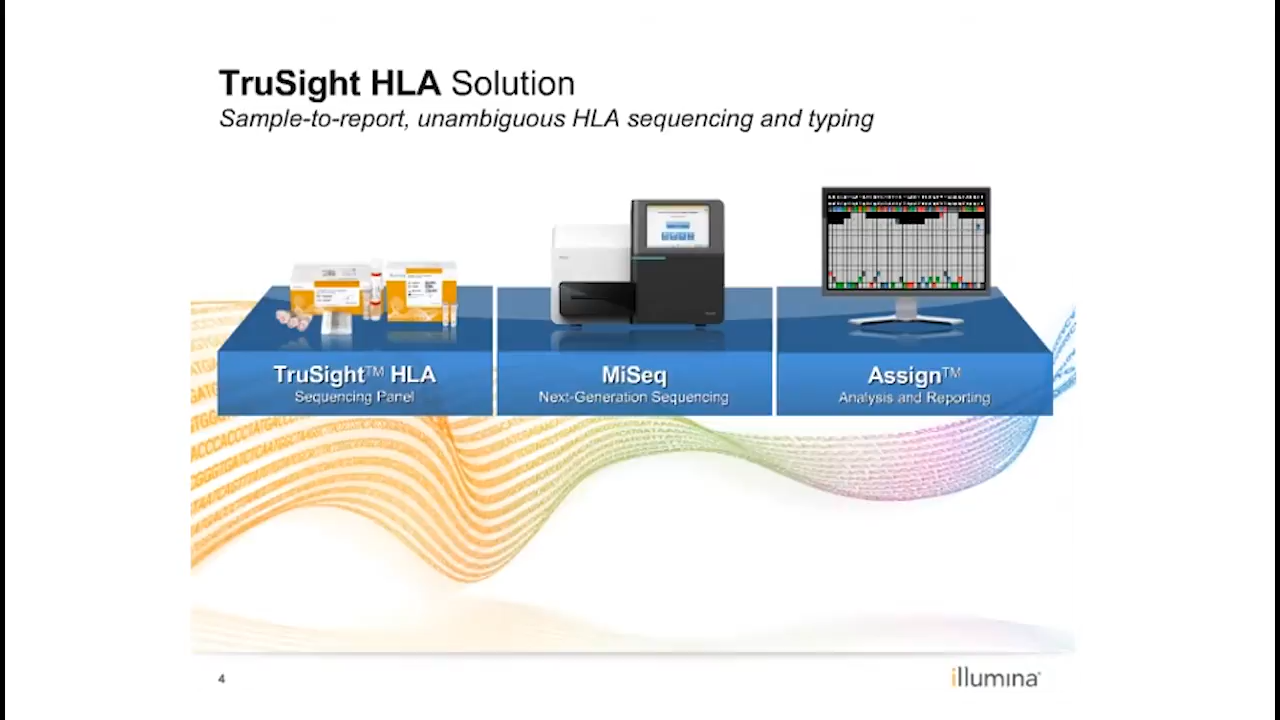 TruSight HLA Solution
Sample-to-report, unambiguous HLA sequencing and typing
TruSight™ HLA
Sequencing Panel
MiSeq
Next-Generation Sequencing
Assign™
Analysis and Reporting
4
illumina®